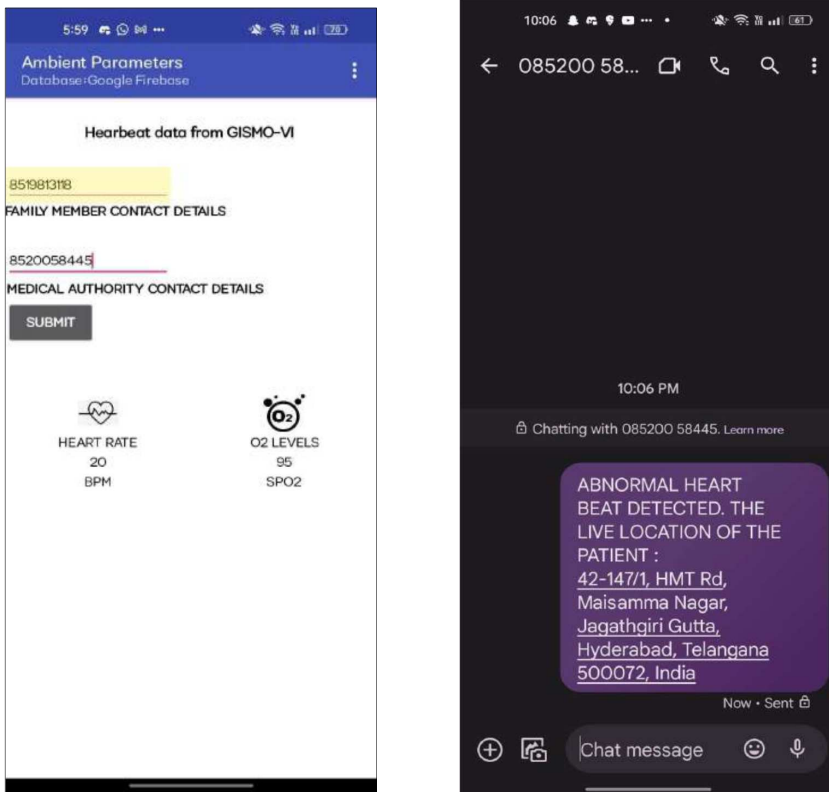 5:59
70
Ambient Parameters
Database:Google Firebase
Hearbeat data from GISMO-VI
8519813118
FAMILY MEMBER CONTACT DETAILS
8520058445
MEDICAL AUTHORITY CONTACT DETAILS
SUBMIT
O2
HEART RATE
20
BPM
O2 LEVELS
95
SPO2
10:06
61
085200 58...
10:06 PM
Chatting with 085200 58445. Learn more
ABNORMAL HEART
BEAT DETECTED. THE
LIVE LOCATION OF THE
PATIENT :
42-147/1, HMT Rd,
Maisamma Nagar,
Jagathgiri Gutta,
Hyderabad, Telangana
500072, India
Now • Sent
Chat message